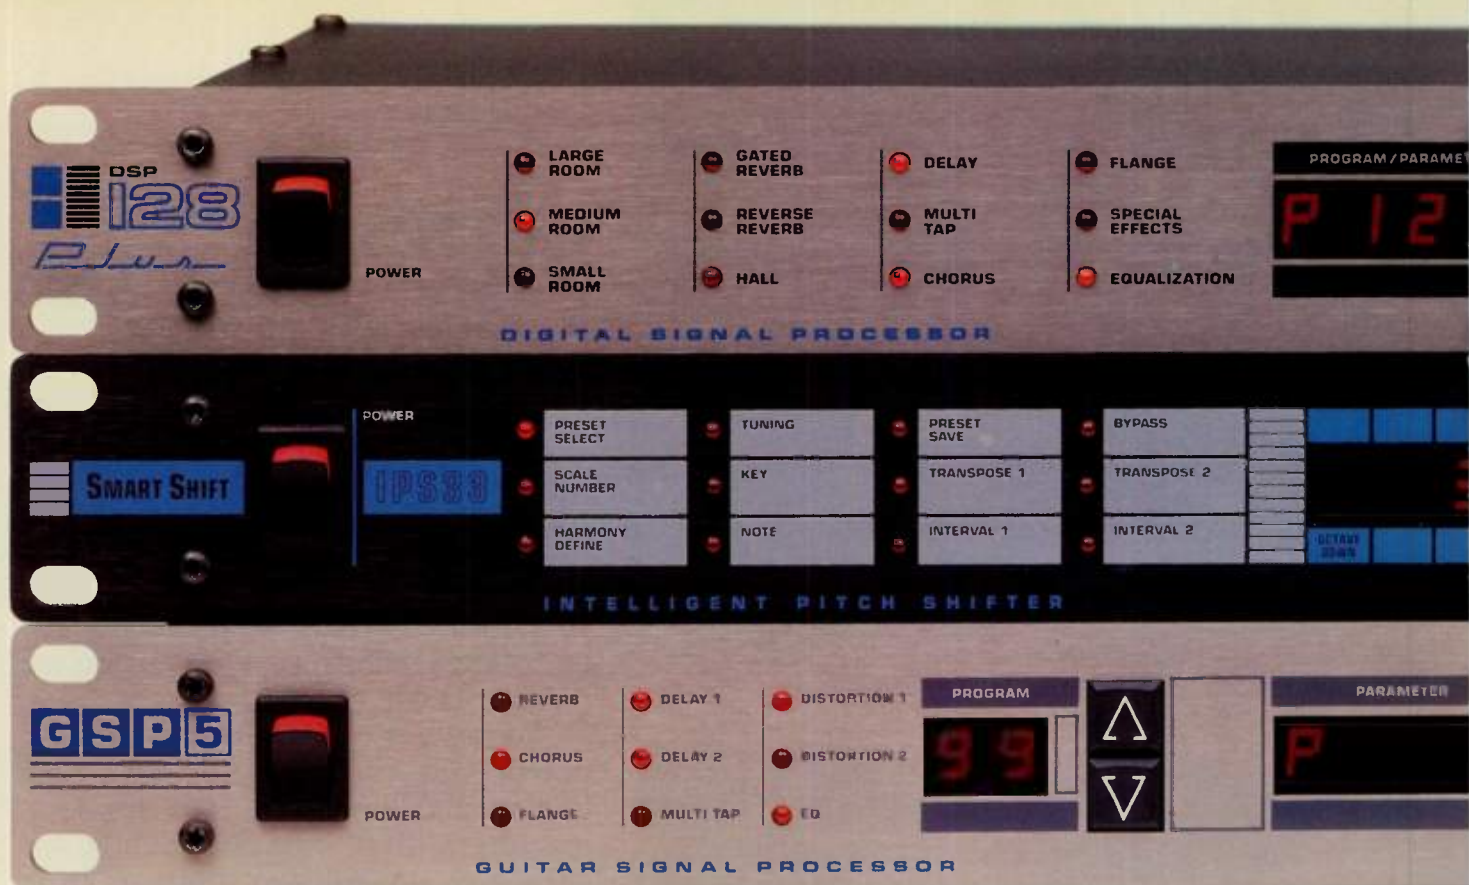 DSP
128
Plus
POWER
LARGE
ROOM
MEDIUM
ROOM
SMALL
ROOM
GATED
REVERB
REVERSE
REVERB
HALL
DELAY
MULTI
TAP
CHORUS
FLANGE
SPECIAL
EFFECTS
EQUALIZATION
PROGRAM/PARAMET
P 12
DIGITAL SIGNAL PROCESSOR
SMART SHIFT
POWER
IPS33
PRESET
SELECT
SCALE
NUMBER
HARMONY
DEFINE
TUNING
KEY
NOTE
PRESET
SAVE
TRANSPOSE 1
INTERVAL 1
BYPASS
TRANSPOSE 2
INTERVAL 2
OCTAVE
DOWN
INTELLIGENT PITCH SHIFTER
GSP5
POWER
REVERB
CHORUS
FLANGE
DELAY 1
DELAY 2
MULTI TAP
DISTORTION 1
DISTORTION 2
EQ
PROGRAM
99
PARAMETER
P
GUITAR SIGNAL PROCESSOR